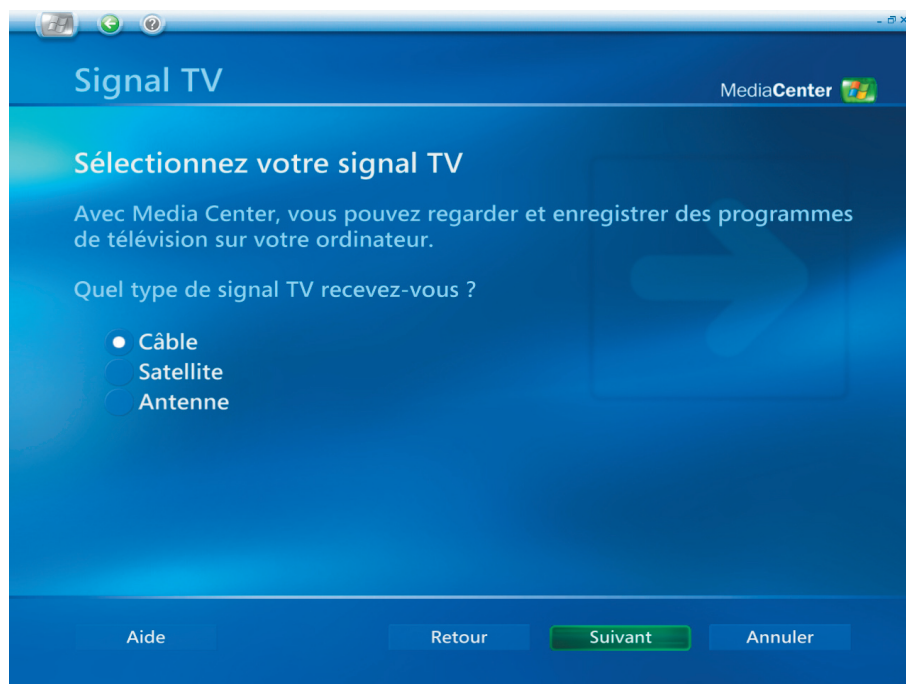 Signal TV
MediaCenter
Sélectionnez votre signal TV
Avec Media Center, vous pouvez regarder et enregistrer des programmes
de télévision sur votre ordinateur.
Quel type de signal TV recevez-vous ?
Câble
Satellite
Antenne
Aide
Retour
Suivant
Annuler